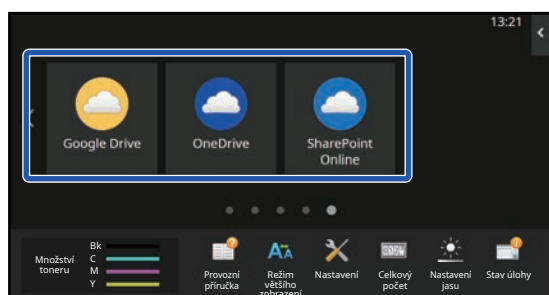 13:21
Google Drive
OneDrive
SharePoint
Online
Množství
toneru
Bk
C
M
Y
Provozní
příručka
Režim
většího
zobrazení
Nastavení
Celkový
počet
Nastavení
jasu
Stav úlohy